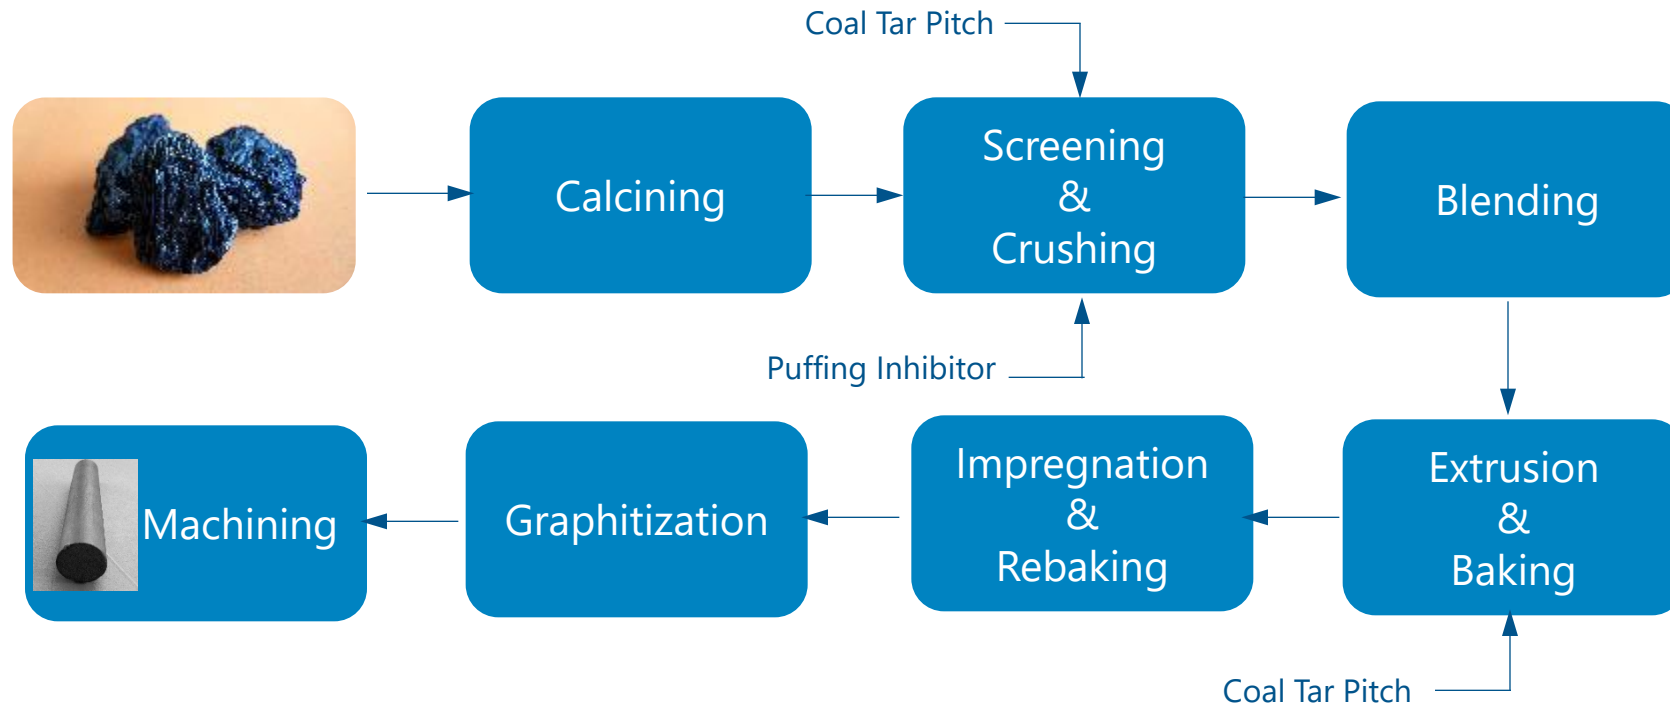 Coal Tar Pitch
Calcining
Screening
&
Crushing
Blending
Puffing Inhibitor
Machining
Graphitization
Impregnation
&
Rebaking
Extrusion
&
Baking
Coal Tar Pitch